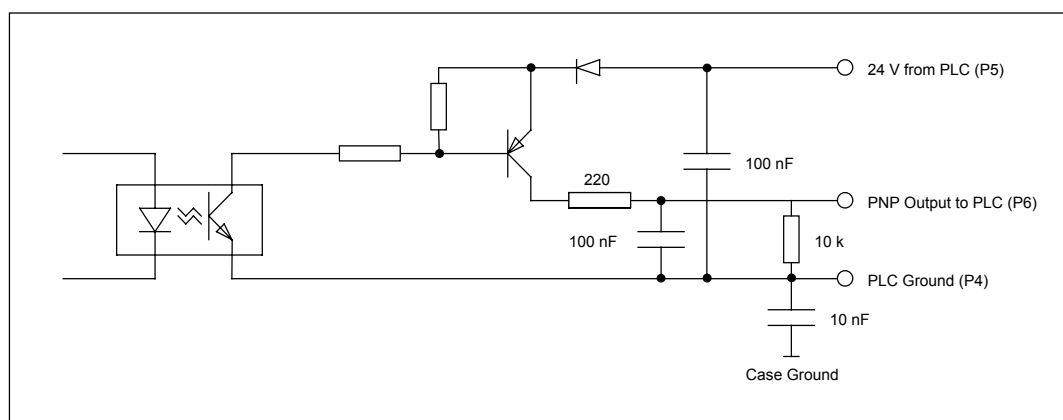 24 V from PLC (P5)
100 nF
220
PNP Output to PLC (P6)
100 nF
10 k
PLC Ground (P4)
10 nF
Case Ground